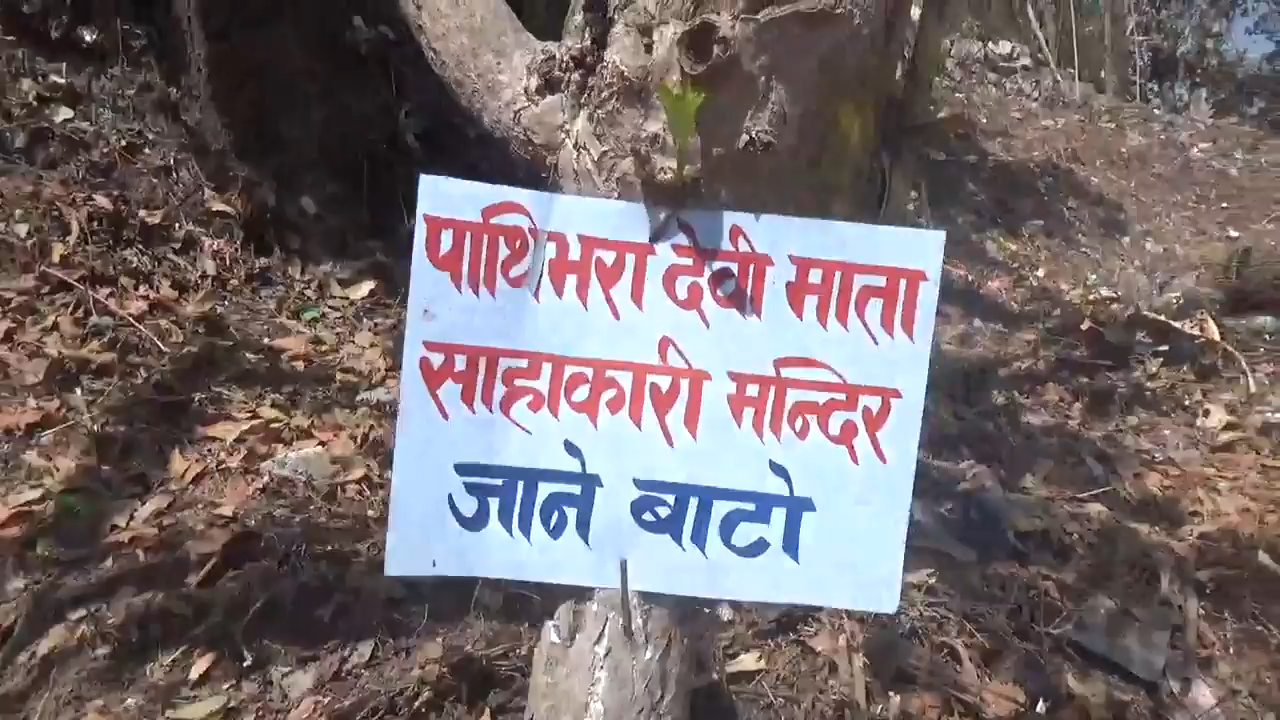 पाथिभरा देवी माता
साहाकारी मन्दिर
जाने बाटो